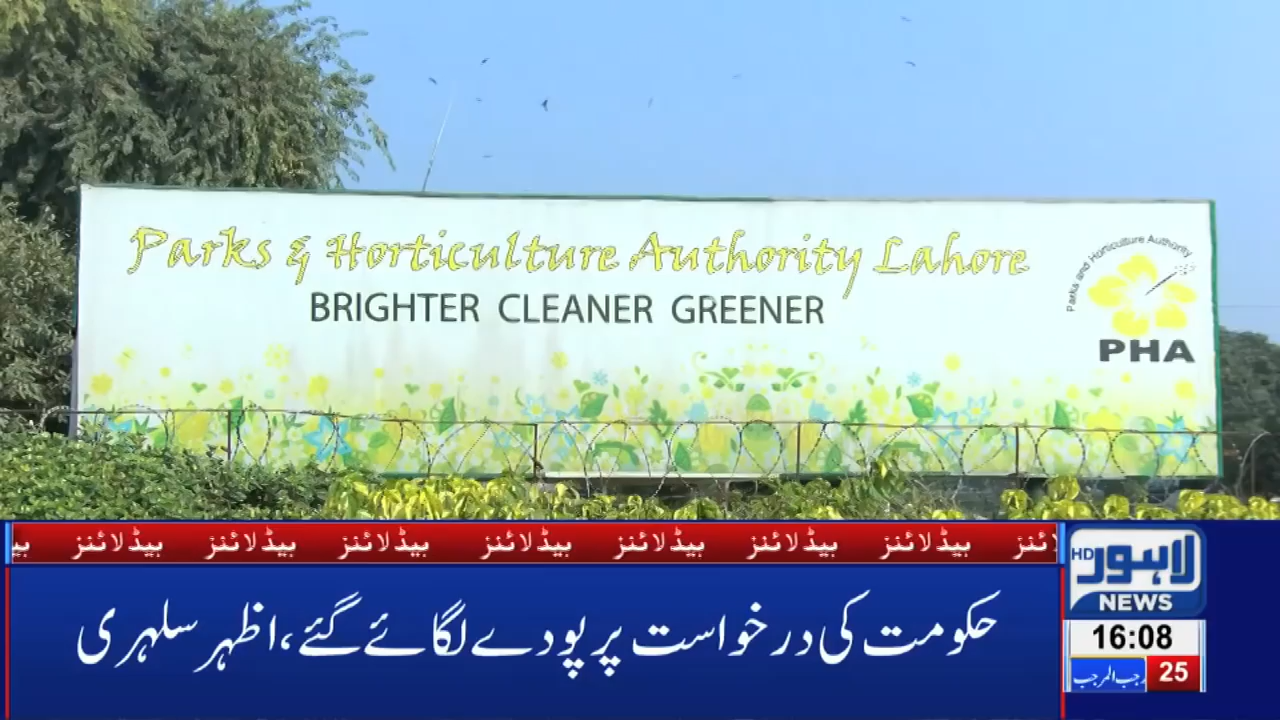 Parks & Horticulture Authority Lahore
BRIGHTER CLEANER GREENER
Parks and Horticulture Authority
PHA
ہیڈلائنز ہیڈلائنز ہیڈلائنز ہیڈلائنز ہیڈلائنز ہیڈلائنز ہیڈلائنز
حکومت کی درخواست پر پودے لگائے گئے، اظہر سلہری
لاہور HD
NEWS
16:08
25 رجب المرجب